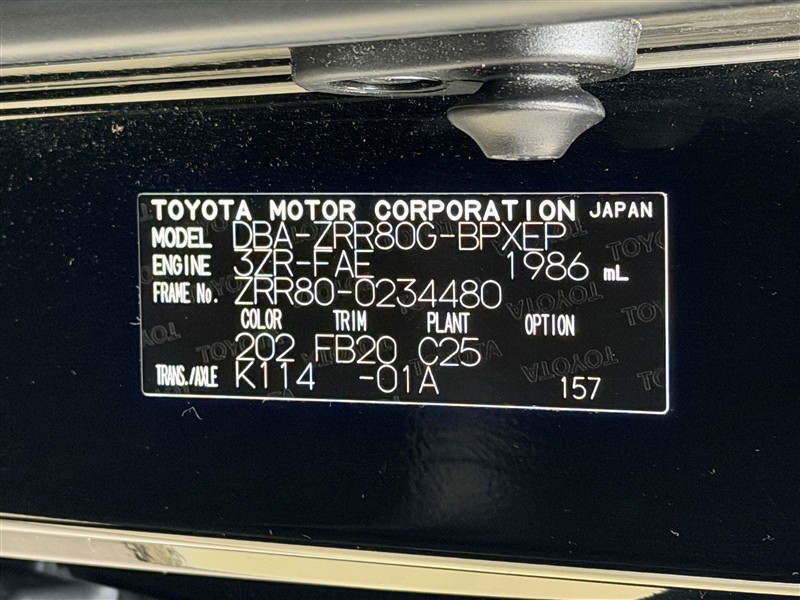 TOYOTA MOTOR CORPORATION JAPAN
MODEL DBA-ZRR80G-BPXEP
ENGINE 3ZR-FAE 1986 mL
FRAME No. ZRR80-0234480
COLOR TRIM PLANT OPTION
202 FB20 C25
TRANS./AXLE K114 -01A 157